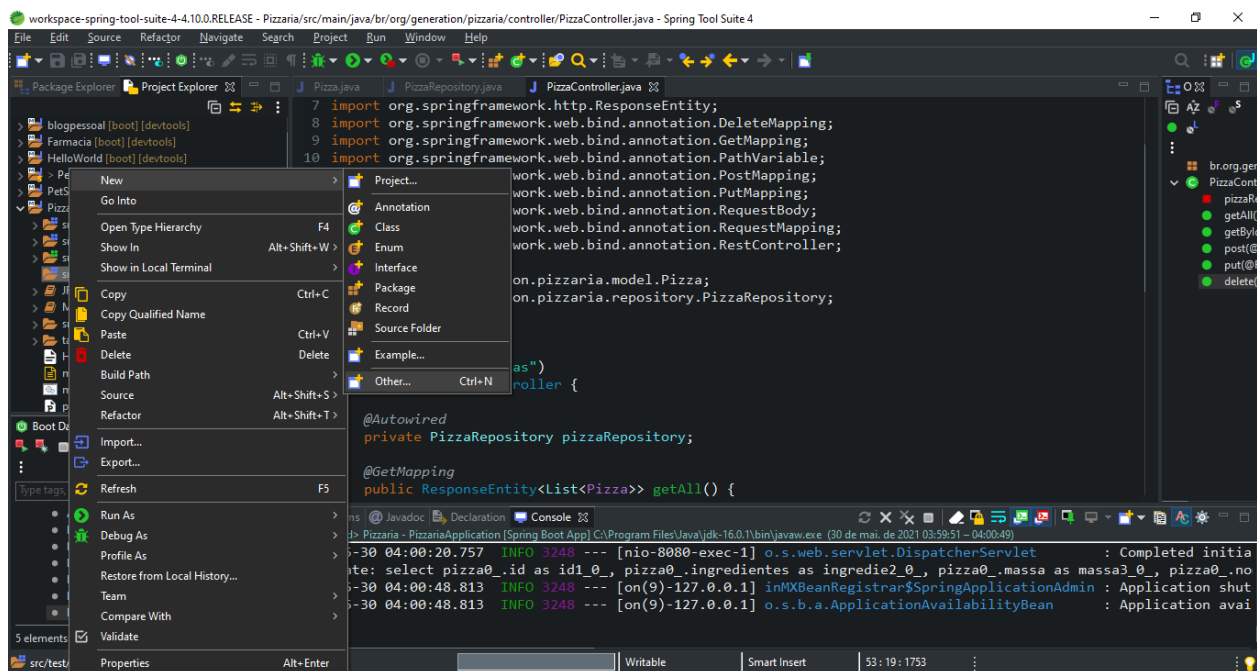 workspace-spring-tool-suite-4-4.10.0.RELEASE - Pizzaria/src/main/java/br/org/generation/pizzaria/controller/PizzaController.java - Spring Tool Suite 4
File Edit Source Refactor Navigate Search Project Run Window Help
Package Explorer Project Explorer Pizza.java PizzaRepository.java PizzaController.java
blogpessoal [boot] [devtools]
Farmacia [boot] [devtools]
HelloWorld [boot] [devtools]
> Pe
PetS
Pizza
7 import org.springframework.http.ResponseEntity;
8 import org.springframework.web.bind.annotation.DeleteMapping;
9 import org.springframework.web.bind.annotation.GetMapping;
10 import org.springframework.web.bind.annotation.PathVariable;
work.web.bind.annotation.PostMapping;
work.web.bind.annotation.PutMapping;
work.web.bind.annotation.RequestBody;
work.web.bind.annotation.RequestMapping;
work.web.bind.annotation.RestController;
on.pizzaria.model.Pizza;
on.pizzaria.repository.PizzaRepository;
as")
roller {
@Autowired
private PizzaRepository pizzaRepository;
@GetMapping
public ResponseEntity<List<Pizza>> getAll() {
New
Go Into
Open Type Hierarchy F4
Show In Alt+Shift+W
Show in Local Terminal
Copy Ctrl+C
Copy Qualified Name
Paste Ctrl+V
Delete Delete
Build Path
Source Alt+Shift+S
Refactor Alt+Shift+T
Import...
Export...
Refresh F5
Run As
Debug As
Profile As
Restore from Local History...
Team
Compare With
Validate
Properties Alt+Enter
Project...
Annotation
Class
Enum
Interface
Package
Record
Source Folder
Example...
Other... Ctrl+N
br.org.gen
PizzaCont
pizzaRe
getAll(
getById
post(@
put(@
delete(
Boot Da
Type tags,
5 elements
Javadoc Declaration Console
d> Pizzaria - PizzariaApplication [Spring Boot App] C:\Program Files\Java\jdk-16.0.1\bin\javaw.exe (30 de mai. de 2021 03:59:51 – 04:00:49)
5-30 04:00:20.757 INFO 3248 --- [nio-8080-exec-1] o.s.web.servlet.DispatcherServlet : Completed initia
ate: select pizza0_.id as id1_0_, pizza0_.ingredientes as ingredie2_0_, pizza0_.massa as massa3_0_, pizza0_.no
5-30 04:00:48.813 INFO 3248 --- [on(9)-127.0.0.1] inMXBeanRegistrar$SpringApplicationAdmin : Application shut
5-30 04:00:48.813 INFO 3248 --- [on(9)-127.0.0.1] o.s.b.a.ApplicationAvailabilityBean : Application avai
src/test/ Writable Smart Insert 53 : 19 : 1753